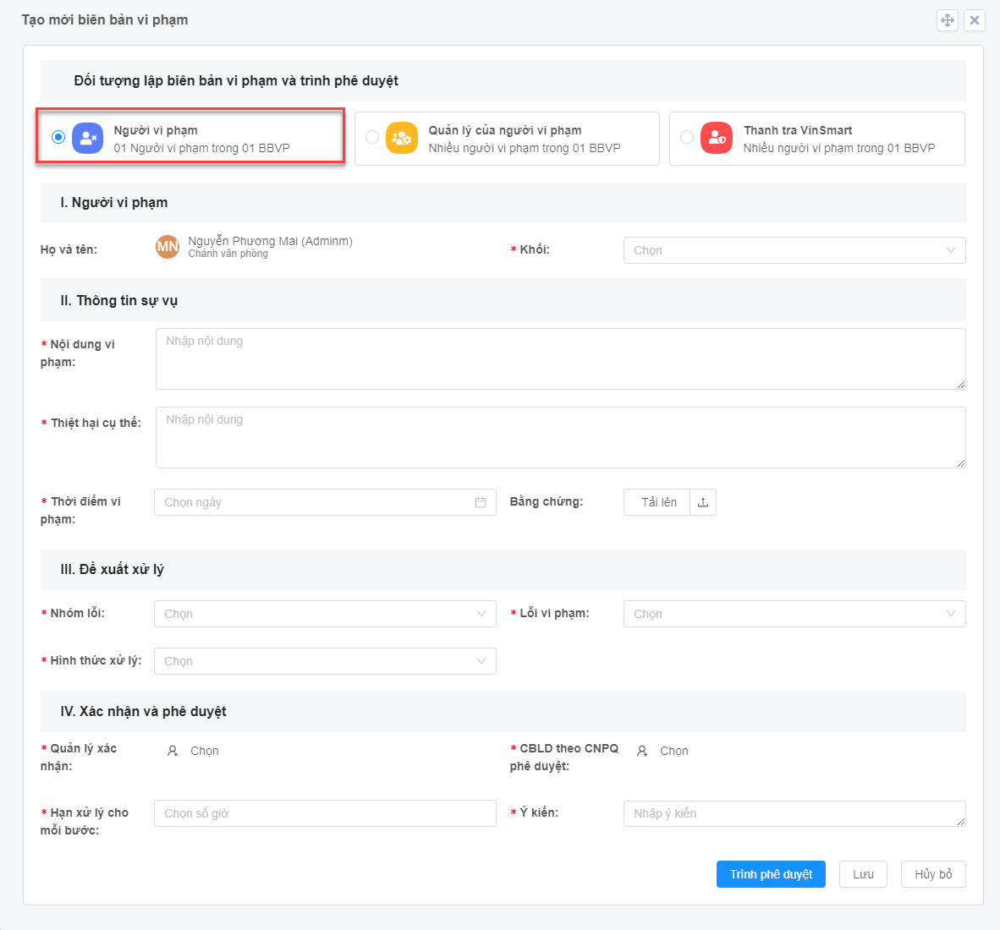 Tạo mới biên bản vi phạm
Đối tượng lập biên bản vi phạm và trình phê duyệt
Người vi phạm
01 Người vi phạm trong 01 BBVP
Quản lý của người vi phạm
Nhiều người vi phạm trong 01 BBVP
Thanh tra VinSmart
Nhiều người vi phạm trong 01 BBVP
I. Người vi phạm
Họ và tên:
MN
Nguyễn Phương Mai (Adminm)
Chánh văn phòng
* Khối:
Chọn
II. Thông tin sự vụ
* Nội dung vi
phạm:
Nhập nội dung
* Thiệt hại cụ thể:
Nhập nội dung
* Thời điểm vi
phạm:
Chọn ngày
Bằng chứng:
Tải lên
III. Đề xuất xử lý
* Nhóm lỗi:
Chọn
* Lỗi vi phạm:
Chọn
* Hình thức xử lý:
Chọn
IV. Xác nhận và phê duyệt
* Quản lý xác
nhận:
Chọn
* CBLD theo CNPQ
phê duyệt:
Chọn
* Hạn xử lý cho
mỗi bước:
Chọn số giờ
* Ý kiến:
Nhập ý kiến
Trình phê duyệt
Lưu
Hủy bỏ